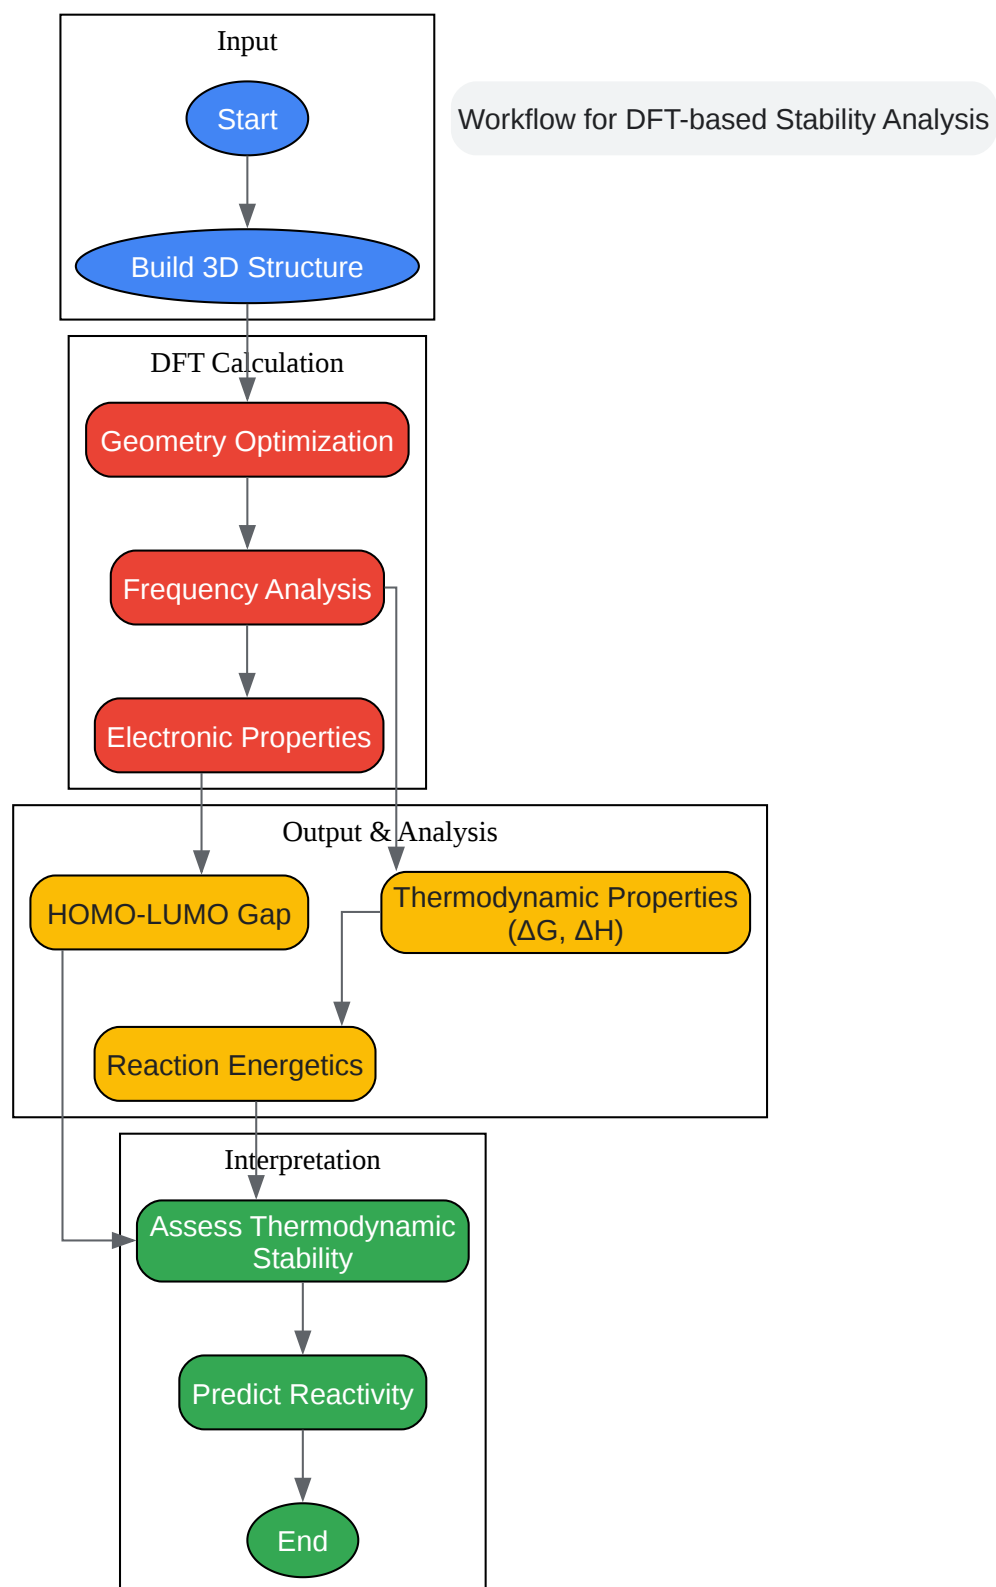 Input
Start
Workflow for DFT-based Stability Analysis
Build 3D Structure
DFT Calculation
Geometry Optimization
Frequency Analysis
Electronic Properties
Output & Analysis
HOMO-LUMO Gap
Thermodynamic Properties
(ΔG, ΔH)
Reaction Energetics
Interpretation
Assess Thermodynamic
Stability
Predict Reactivity
End